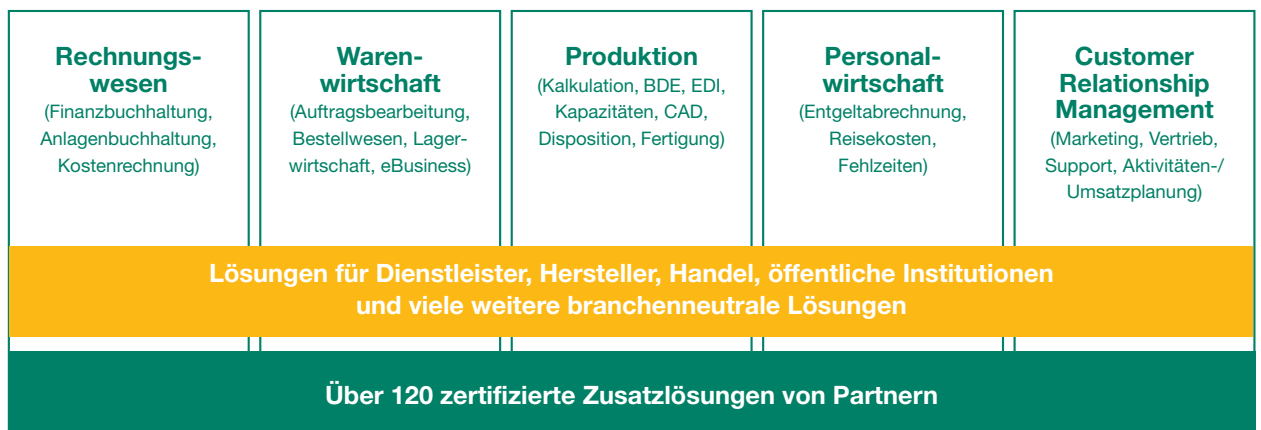 Rechnungs-
wesen
(Finanzbuchhaltung,
Anlagenbuchhaltung,
Kostenrechnung)
Waren-
wirtschaft
(Auftragsbearbeitung,
Bestellwesen, Lager-
wirtschaft, eBusiness)
Produktion
(Kalkulation, BDE, EDI,
Kapazitäten, CAD,
Disposition, Fertigung)
Personal-
wirtschaft
(Entgeltabrechnung,
Reisekosten,
Fehlzeiten)
Customer
Relationship
Management
(Marketing, Vertrieb,
Support, Aktivitäten-/
Umsatzplanung)
Lösungen für Dienstleister, Hersteller, Handel, öffentliche Institutionen
und viele weitere branchenneutrale Lösungen
Über 120 zertifizierte Zusatzlösungen von Partnern